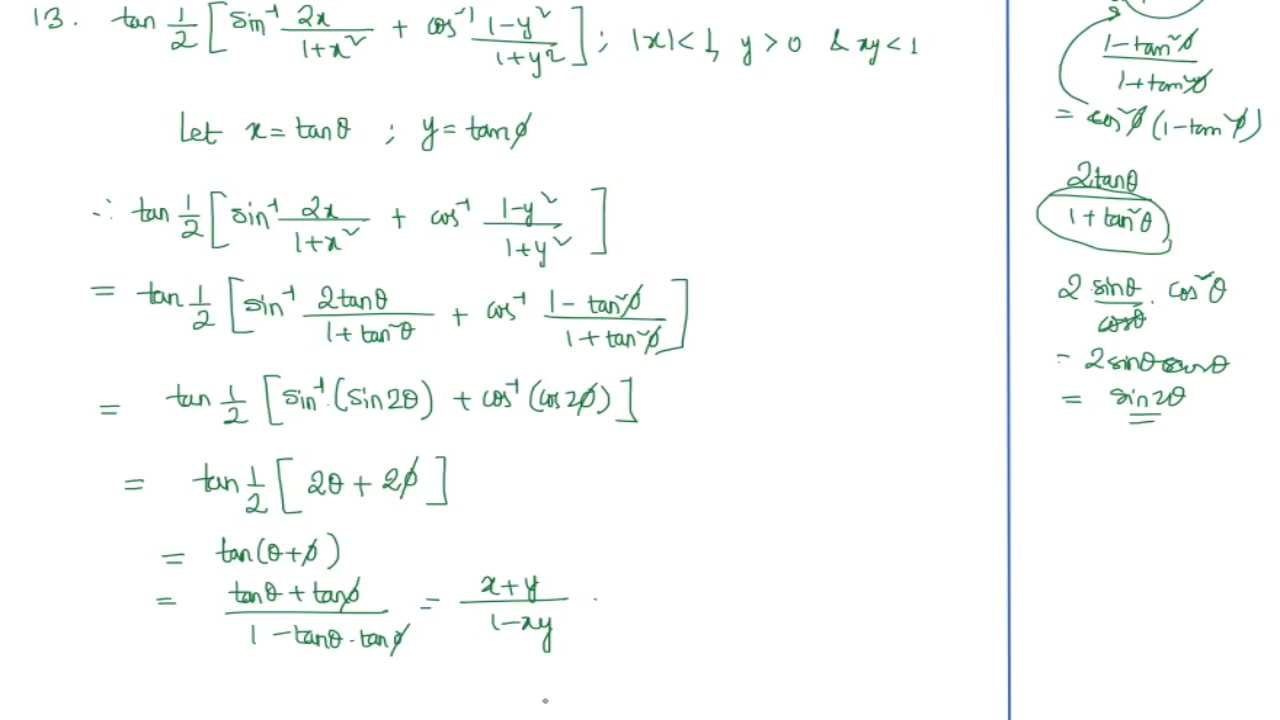 13. tan 1/2 [sin⁻¹ 2x/(1+x²) + cos⁻¹ (1-y²)/(1+y²)] ; |x|<1, y>0 & xy<1
Let x = tanθ ; y = tanϕ
∴ tan 1/2 [sin⁻¹ 2x/(1+x²) + cos⁻¹ (1-y²)/(1+y²)]
= tan 1/2 [sin⁻¹ 2tanθ/(1+tan²θ) + cos⁻¹ (1-tan²ϕ)/(1+tan²ϕ)]
= tan 1/2 [sin⁻¹(sin2θ) + cos⁻¹(cos2ϕ)]
= tan 1/2 [2θ + 2ϕ]
= tan(θ+ϕ)
= (tanθ + tanϕ)/(1 - tanθ·tanϕ) = (x+y)/(1-xy)
(1-tan²ϕ)/(1+tan²ϕ)
= cos²ϕ(1-tan²ϕ)
2tanθ/(1+tan²θ)
2 sinθ/cosθ · cos²θ
= 2sinθcosθ
= sin2θ